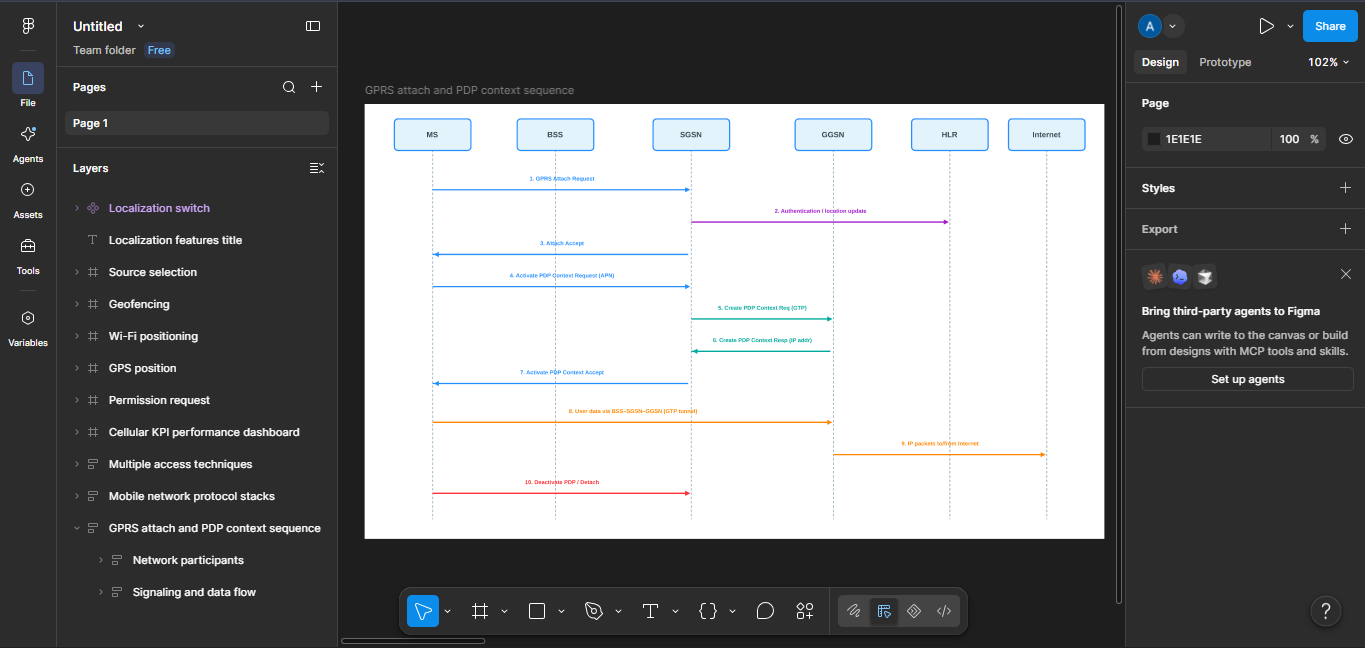 Untitled
Team folder Free
File
Agents
Assets
Tools
Variables
Pages
Page 1
Layers
Localization switch
Localization features title
Source selection
Geofencing
Wi-Fi positioning
GPS position
Permission request
Cellular KPI performance dashboard
Multiple access techniques
Mobile network protocol stacks
GPRS attach and PDP context sequence
Network participants
Signaling and data flow
GPRS attach and PDP context sequence
MS BSS SGSN GGSN HLR Internet
1. GPRS Attach Request
2. Authentication / location update
3. Attach Accept
4. Activate PDP Context Request (APN)
5. Create PDP Context Req (GTP)
6. Create PDP Context Resp (IP addr)
7. Activate PDP Context Accept
8. User data via BSS–SGSN–GGSN (GTP tunnel)
9. IP packets to/from Internet
10. Deactivate PDP / Detach
A
Share
Design Prototype 102%
Page
1E1E1E 100 %
Styles
Export
Bring third-party agents to Figma
Agents can write to the canvas or build
from designs with MCP tools and skills.
Set up agents
?